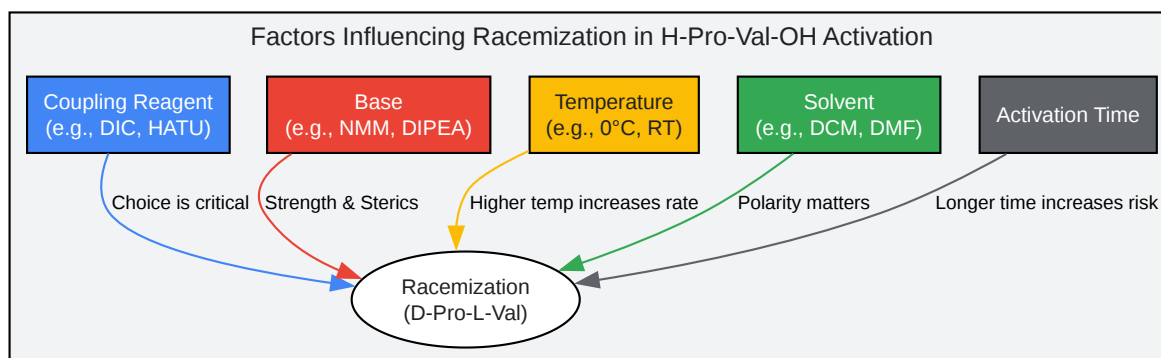 Factors Influencing Racemization in H-Pro-Val-OH Activation
Coupling Reagent
(e.g., DIC, HATU)
Base
(e.g., NMM, DIPEA)
Temperature
(e.g., 0°C, RT)
Solvent
(e.g., DCM, DMF)
Activation Time
Choice is critical
Strength & Sterics
Higher temp increases rate
Polarity matters
Longer time increases risk
Racemization
(D-Pro-L-Val)